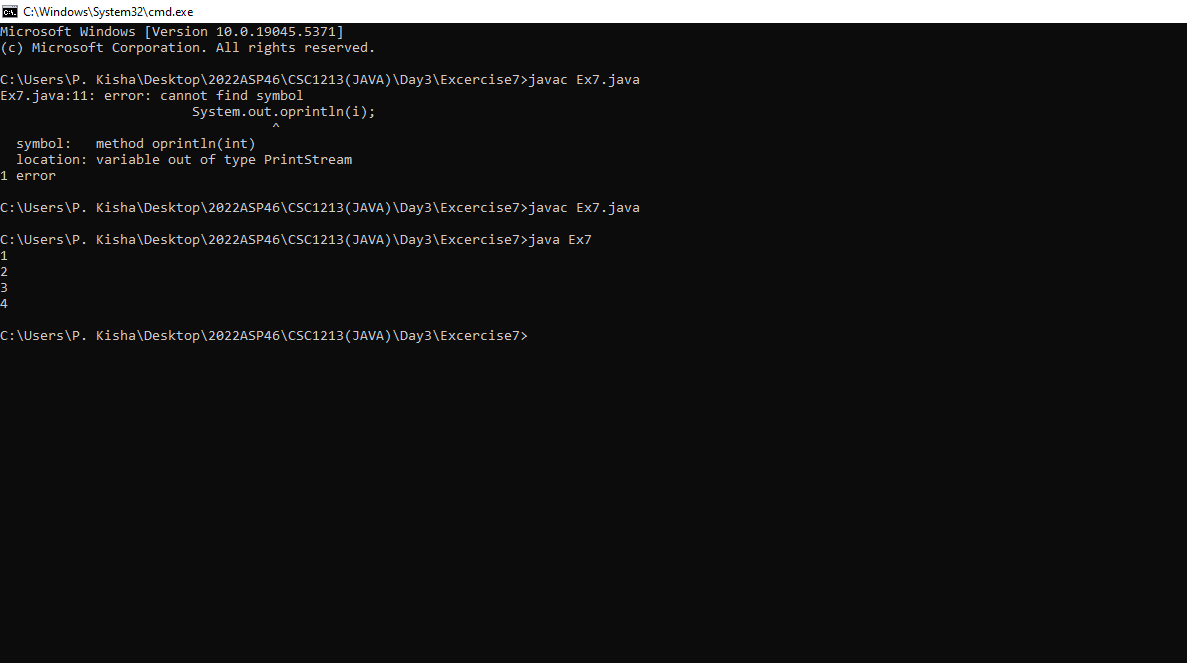 C:\Windows\System32\cmd.exe
Microsoft Windows [Version 10.0.19045.5371]
(c) Microsoft Corporation. All rights reserved.
C:\Users\P. Kisha\Desktop\2022ASP46\CSC1213(JAVA)\Day3\Excercise7>javac Ex7.java
Ex7.java:11: error: cannot find symbol
System.out.oprintln(i);
^
symbol:   method oprintln(int)
location: variable out of type PrintStream
1 error
C:\Users\P. Kisha\Desktop\2022ASP46\CSC1213(JAVA)\Day3\Excercise7>javac Ex7.java
C:\Users\P. Kisha\Desktop\2022ASP46\CSC1213(JAVA)\Day3\Excercise7>java Ex7
1
2
3
4
C:\Users\P. Kisha\Desktop\2022ASP46\CSC1213(JAVA)\Day3\Excercise7>